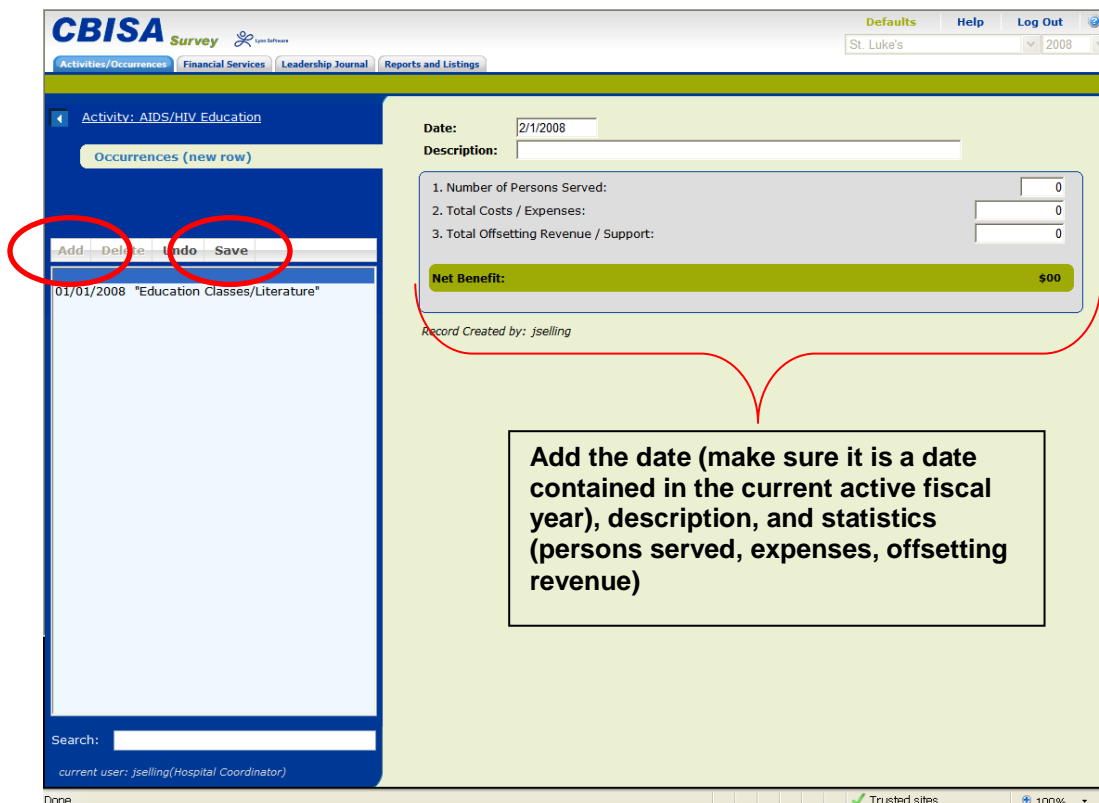 CBISA Survey Lyon Software
Defaults Help Log Out
St. Luke's 2008
Activities/Occurrences Financial Services Leadership Journal Reports and Listings
Activity: AIDS/HIV Education
Occurrences (new row)
Add Delete Undo Save
01/01/2008 "Education Classes/Literature"
Search:
current user: jselling(Hospital Coordinator)
Date: 2/1/2008
Description:
1. Number of Persons Served: 0
2. Total Costs / Expenses: 0
3. Total Offsetting Revenue / Support: 0
Net Benefit: $00
Record Created by: jselling
Add the date (make sure it is a date
contained in the current active fiscal
year), description, and statistics
(persons served, expenses, offsetting
revenue)
Done Trusted sites 100%